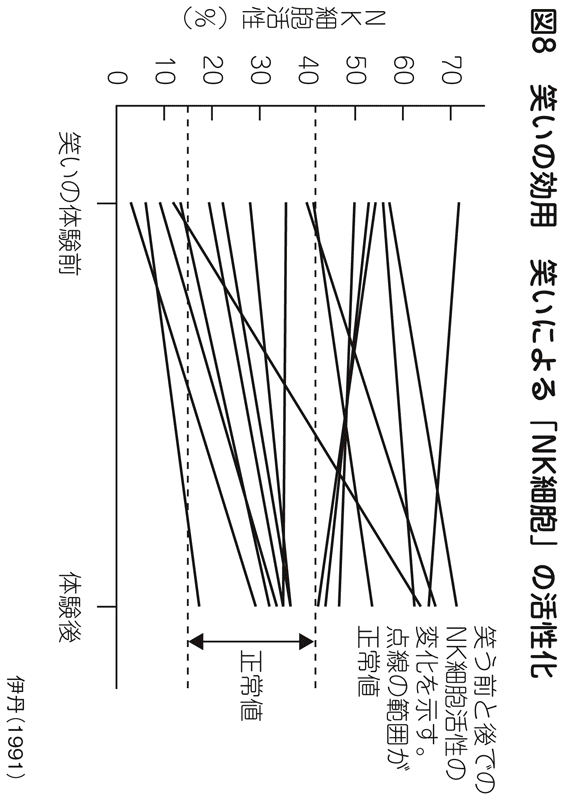 図8 笑いの効用 笑いによる「NK細胞」の活性化
笑う前と後での
NK細胞活性の
変化を示す。
点線の範囲が
正常値
NK細胞活性（%）
70
60
50
40
30
20
10
0
正常値
笑いの体験前
体験後
伊丹（1991）